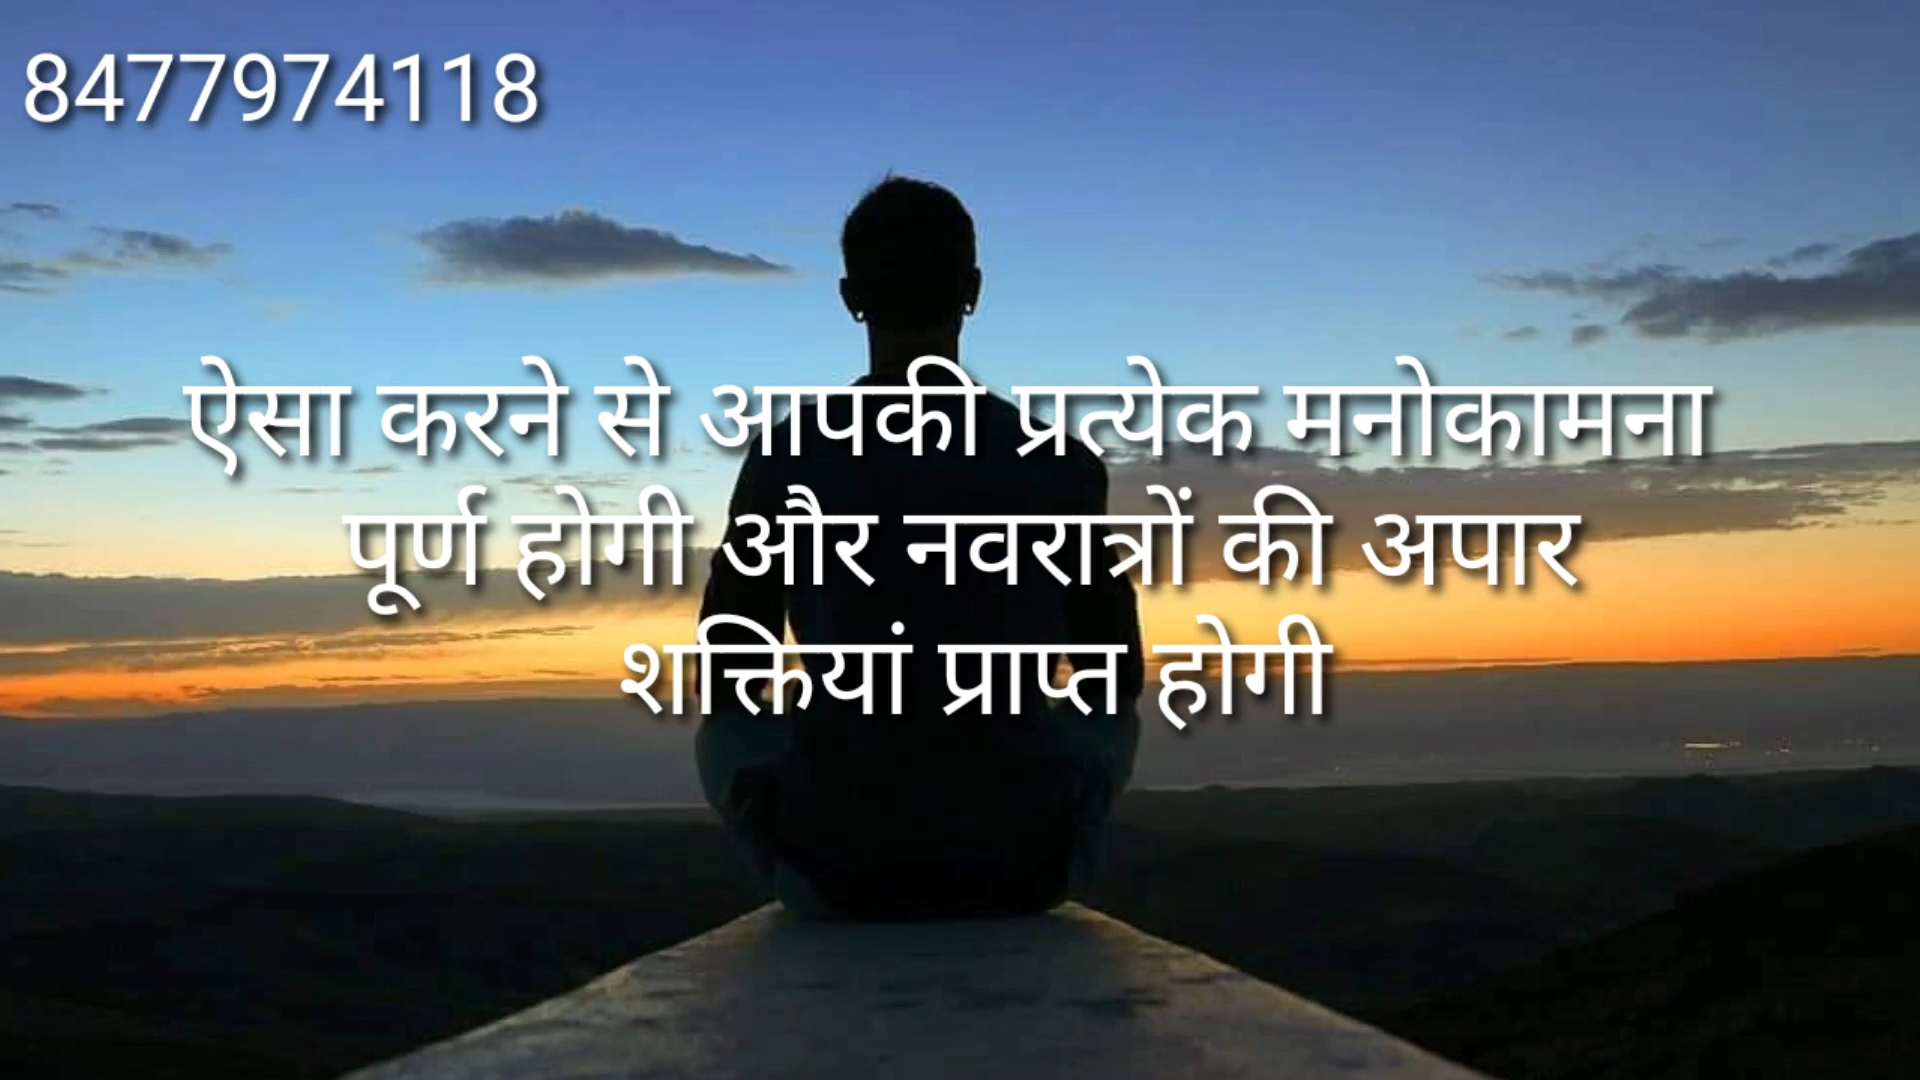 8477974118
ऐसा करने से आपकी प्रत्येक मनोकामना
पूर्ण होगी और नवरात्रों की अपार
शक्तियां प्राप्त होगी